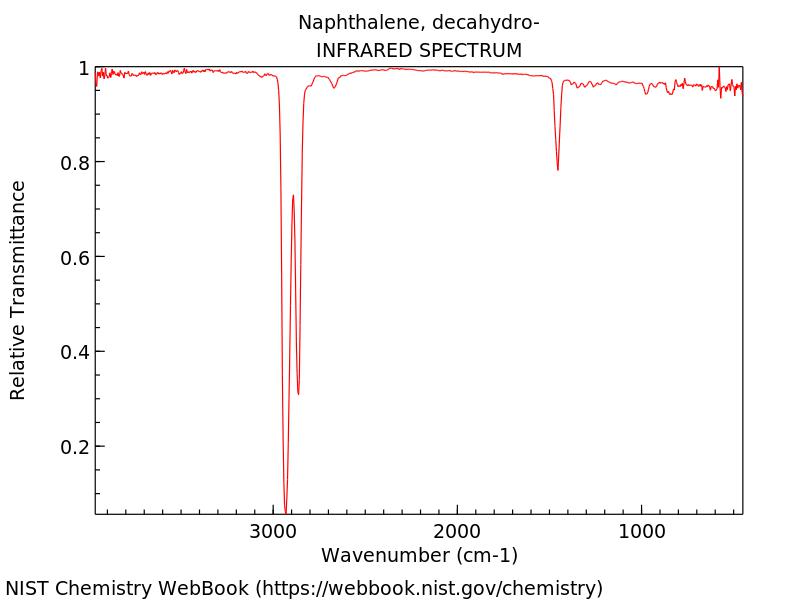 Naphthalene, decahydro-
INFRARED SPECTRUM
1
0.8
0.6
0.4
0.2
Relative Transmittance
3000 2000 1000
Wavenumber (cm-1)
NIST Chemistry WebBook (https://webbook.nist.gov/chemistry)